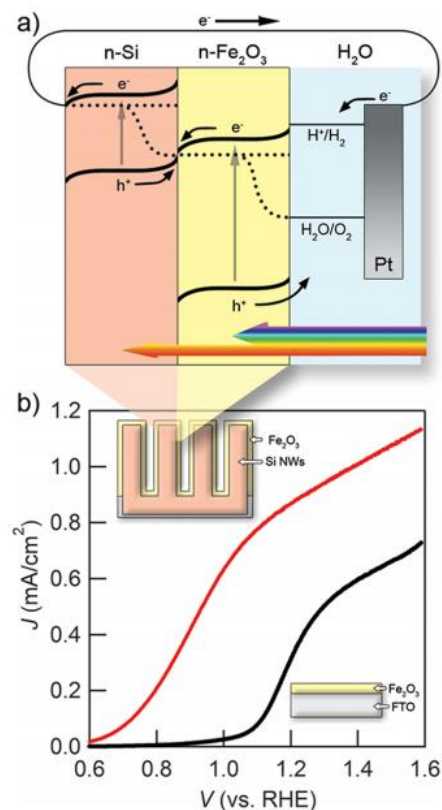 a)
e⁻
n-Si n-Fe₂O₃ H₂O
e⁻ e⁻ e⁻
H⁺/H₂
h⁺
H₂O/O₂
h⁺
Pt
b)
1.2
1.0
0.8
0.6
0.4
0.2
0.0
J (mA/cm²)
Fe₂O₃
Si NWs
Fe₂O₃
FTO
0.6 0.8 1.0 1.2 1.4 1.6
V (vs. RHE)